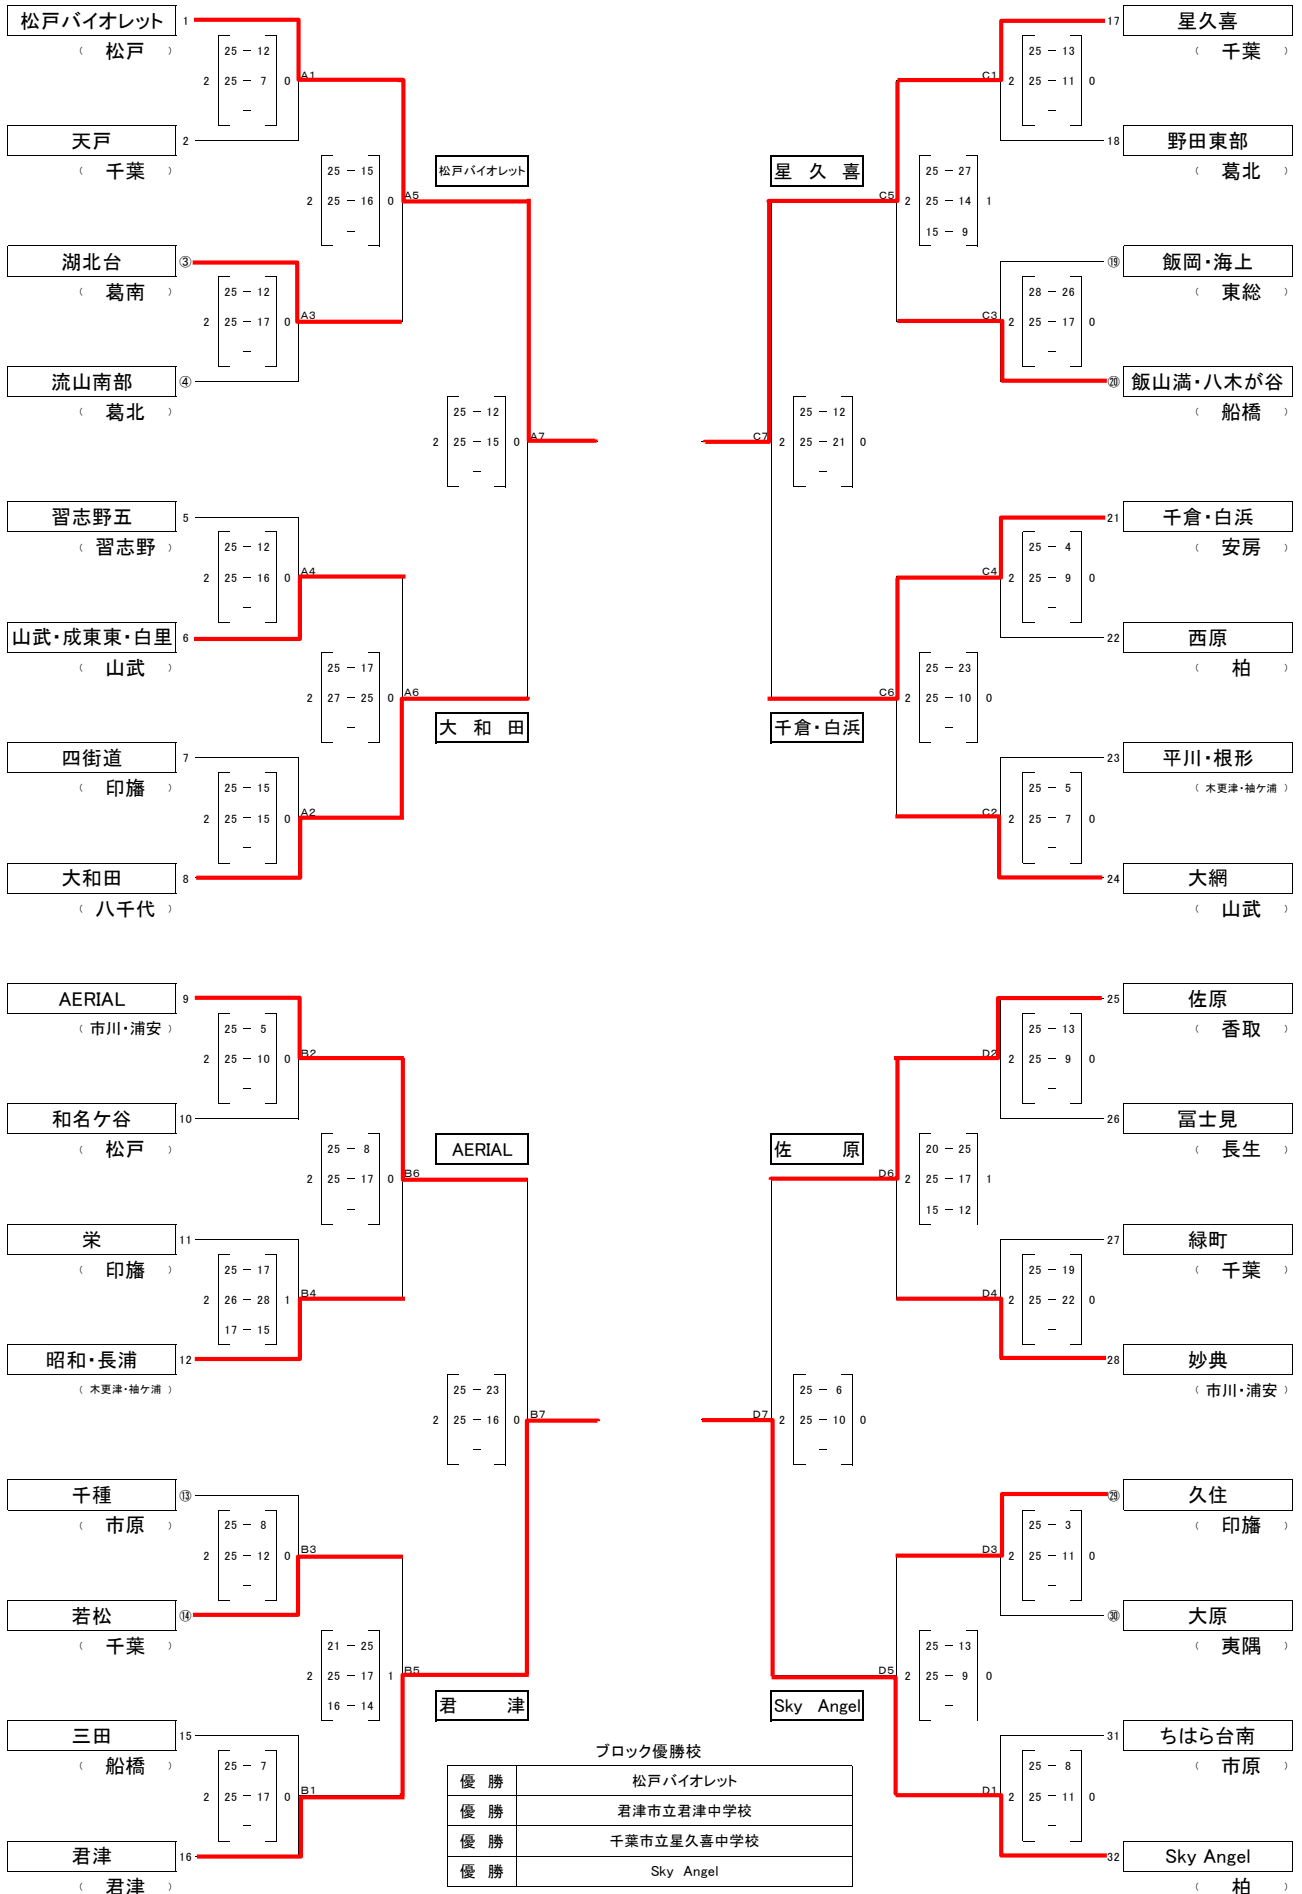 松戸バイオレット 1
（ 松戸 ）
25 － 12
2 25 － 7 0 A1
－
天戸 2
（ 千葉 ）
25 － 15
2 25 － 16 0 A5
－
松戸バイオレット
湖北台 ③
（ 葛南 ）
25 － 12
2 25 － 17 0 A3
－
流山南部 ④
（ 葛北 ）
25 － 12
2 25 － 15 0 A7
－
習志野五 5
（ 習志野 ）
25 － 12
2 25 － 16 0 A4
－
山武・成東東・白里 6
（ 山武 ）
25 － 17
2 27 － 25 0 A6
－
大 和 田
四街道 7
（ 印旛 ）
25 － 15
2 25 － 15 0 A2
－
大和田 8
（ 八千代 ）
17 星久喜
（ 千葉 ）
25 － 13
C1 2 25 － 11 0
－
18 野田東部
（ 葛北 ）
星 久 喜
25 － 27
C5 2 25 － 14 1
15 － 9
⑲ 飯岡・海上
（ 東総 ）
28 － 26
C3 2 25 － 17 0
－
⑳ 飯山満・八木が谷
（ 船橋 ）
25 － 12
C7 2 25 － 21 0
－
21 千倉・白浜
（ 安房 ）
25 － 4
C4 2 25 － 9 0
－
22 西原
（ 柏 ）
25 － 23
C6 2 25 － 10 0
－
千倉・白浜
23 平川・根形
（ 木更津・袖ケ浦 ）
25 － 5
C2 2 25 － 7 0
－
24 大網
（ 山武 ）
AERIAL 9
（ 市川・浦安 ）
25 － 5
2 25 － 10 0 B2
－
和名ケ谷 10
（ 松戸 ）
25 － 8
2 25 － 17 0 B6
－
AERIAL
栄 11
（ 印旛 ）
25 － 17
2 26 － 28 1 B4
17 － 15
昭和・長浦 12
（ 木更津・袖ケ浦 ）
25 － 23
2 25 － 16 0 B7
－
千種 ⑬
（ 市原 ）
25 － 8
2 25 － 12 0 B3
－
若松 ⑭
（ 千葉 ）
21 － 25
2 25 － 17 1 B5
16 － 14
君 津
三田 15
（ 船橋 ）
25 － 7
2 25 － 17 0 B1
－
君津 16
（ 君津 ）
25 佐原
（ 香取 ）
25 － 13
D2 2 25 － 9 0
－
26 冨士見
（ 長生 ）
佐 原
20 － 25
D6 2 25 － 17 1
15 － 12
27 緑町
（ 千葉 ）
25 － 19
D4 2 25 － 22 0
－
28 妙典
（ 市川・浦安 ）
25 － 6
D7 2 25 － 10 0
－
㉙ 久住
（ 印旛 ）
25 － 3
D3 2 25 － 11 0
－
㉚ 大原
（ 夷隅 ）
25 － 13
D5 2 25 － 9 0
－
Sky Angel
31 ちはら台南
（ 市原 ）
25 － 8
D1 2 25 － 11 0
－
32 Sky Angel
（ 柏 ）
ブロック優勝校
優 勝 松戸バイオレット
優 勝 君津市立君津中学校
優 勝 千葉市立星久喜中学校
優 勝 Sky Angel